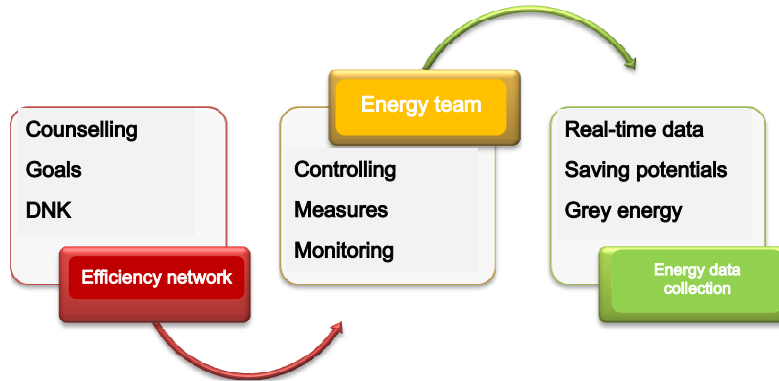 Counselling
Goals
DNK
Efficiency network
Energy team
Controlling
Measures
Monitoring
Real-time data
Saving potentials
Grey energy
Energy data
collection